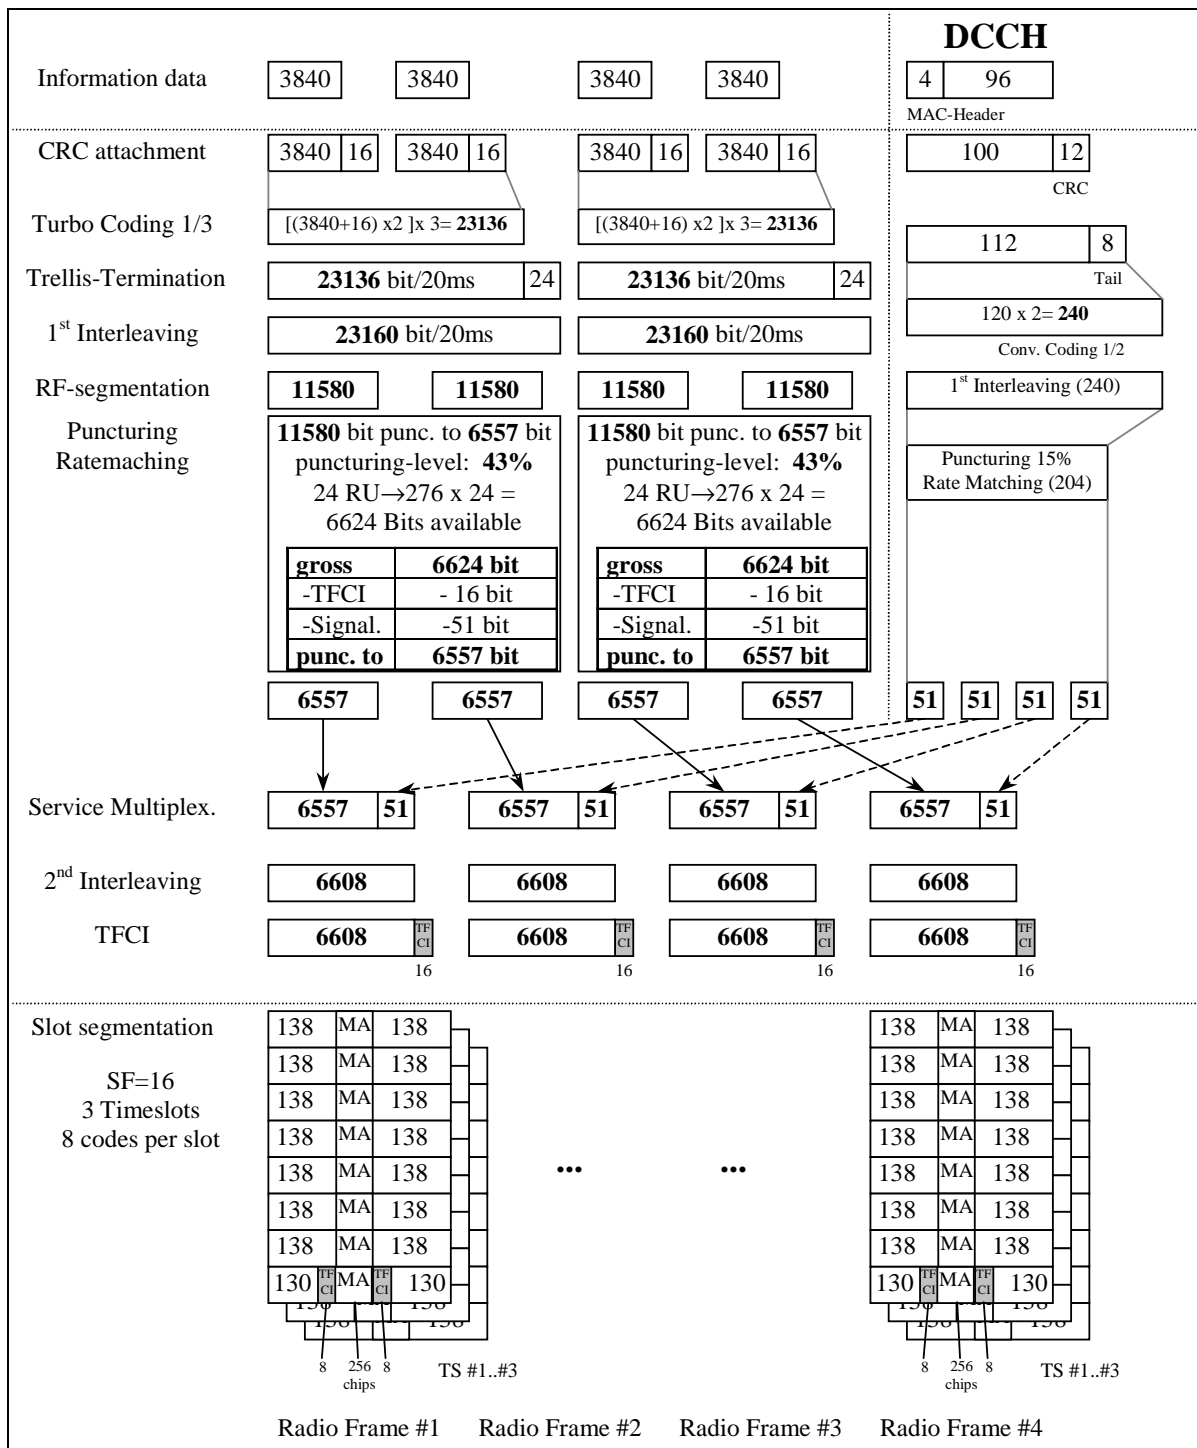 DCCH
Information data
3840 3840 3840 3840 4 96
MAC-Header
CRC attachment
3840 16 3840 16 3840 16 3840 16 100 12
CRC
Turbo Coding 1/3
[(3840+16) x2 ]x 3= 23136 [(3840+16) x2 ]x 3= 23136
112 8
Tail
Trellis-Termination
23136 bit/20ms 24 23136 bit/20ms 24
120 x 2= 240
Conv. Coding 1/2
1st Interleaving
23160 bit/20ms 23160 bit/20ms
RF-segmentation
11580 11580 11580 11580
1st Interleaving (240)
Puncturing
Ratemaching
11580 bit punc. to 6557 bit
puncturing-level: 43%
24 RU→276 x 24 =
6624 Bits available
gross 6624 bit
-TFCI - 16 bit
-Signal. -51 bit
punc. to 6557 bit
11580 bit punc. to 6557 bit
puncturing-level: 43%
24 RU→276 x 24 =
6624 Bits available
gross 6624 bit
-TFCI - 16 bit
-Signal. -51 bit
punc. to 6557 bit
Puncturing 15%
Rate Matching (204)
6557 6557 6557 6557 51 51 51 51
Service Multiplex.
6557 51 6557 51 6557 51 6557 51
2nd Interleaving
6608 6608 6608 6608
TFCI
6608 TF CI 6608 TF CI 6608 TF CI 6608 TF CI
16 16 16 16
Slot segmentation
SF=16
3 Timeslots
8 codes per slot
138 MA 138
138 MA 138
138 MA 138
138 MA 138
138 MA 138
138 MA 138
138 MA 138
130 TF CI MA TF CI 130
138
138 138
8 256 8
chips
TS #1..#3
... ...
138 MA 138
138 MA 138
138 MA 138
138 MA 138
138 MA 138
138 MA 138
138 MA 138
130 TF CI MA TF CI 130
138
138 138
8 256 8
chips
TS #1..#3
Radio Frame #1 Radio Frame #2 Radio Frame #3 Radio Frame #4